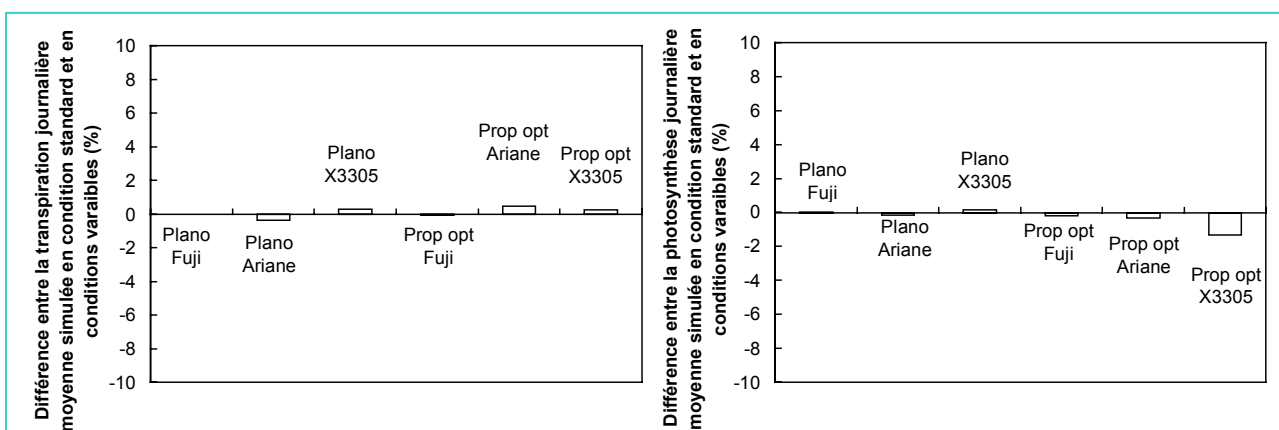 Différence entre la transpiration journalière
moyenne simulée en condition standard et en
conditions varaibles (%)
10
8
6
4
2
0
-2
-4
-6
-8
-10
Plano
Fuji
Plano
Ariane
Plano
X3305
Prop opt
Fuji
Prop opt
Ariane
Prop opt
X3305
Différence entre la photosynthèse journalière
moyenne simulée en condition standard et en
conditions varaibles (%)
10
8
6
4
2
0
-2
-4
-6
-8
-10
Plano
Fuji
Plano
Ariane
Plano
X3305
Prop opt
Fuji
Prop opt
Ariane
Prop opt
X3305